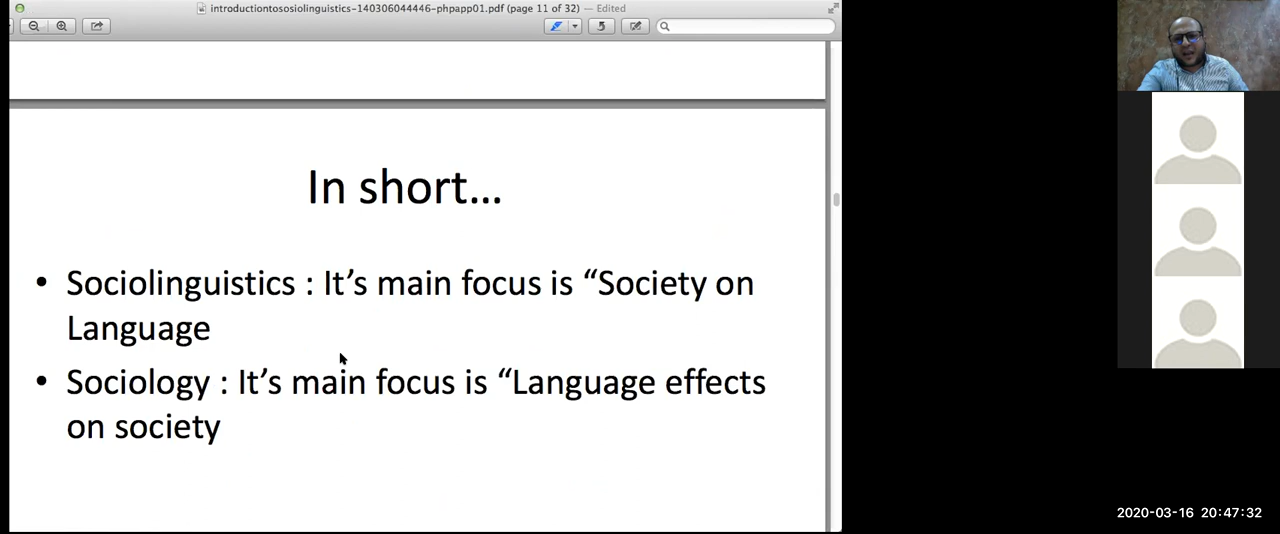 introductiontososiolinguistics-140306044446-phpapp01.pdf (page 11 of 32) — Edited
In short...
• Sociolinguistics : It’s main focus is “Society on
Language
• Sociology : It’s main focus is “Language effects
on society
2020-03-16 20:47:32